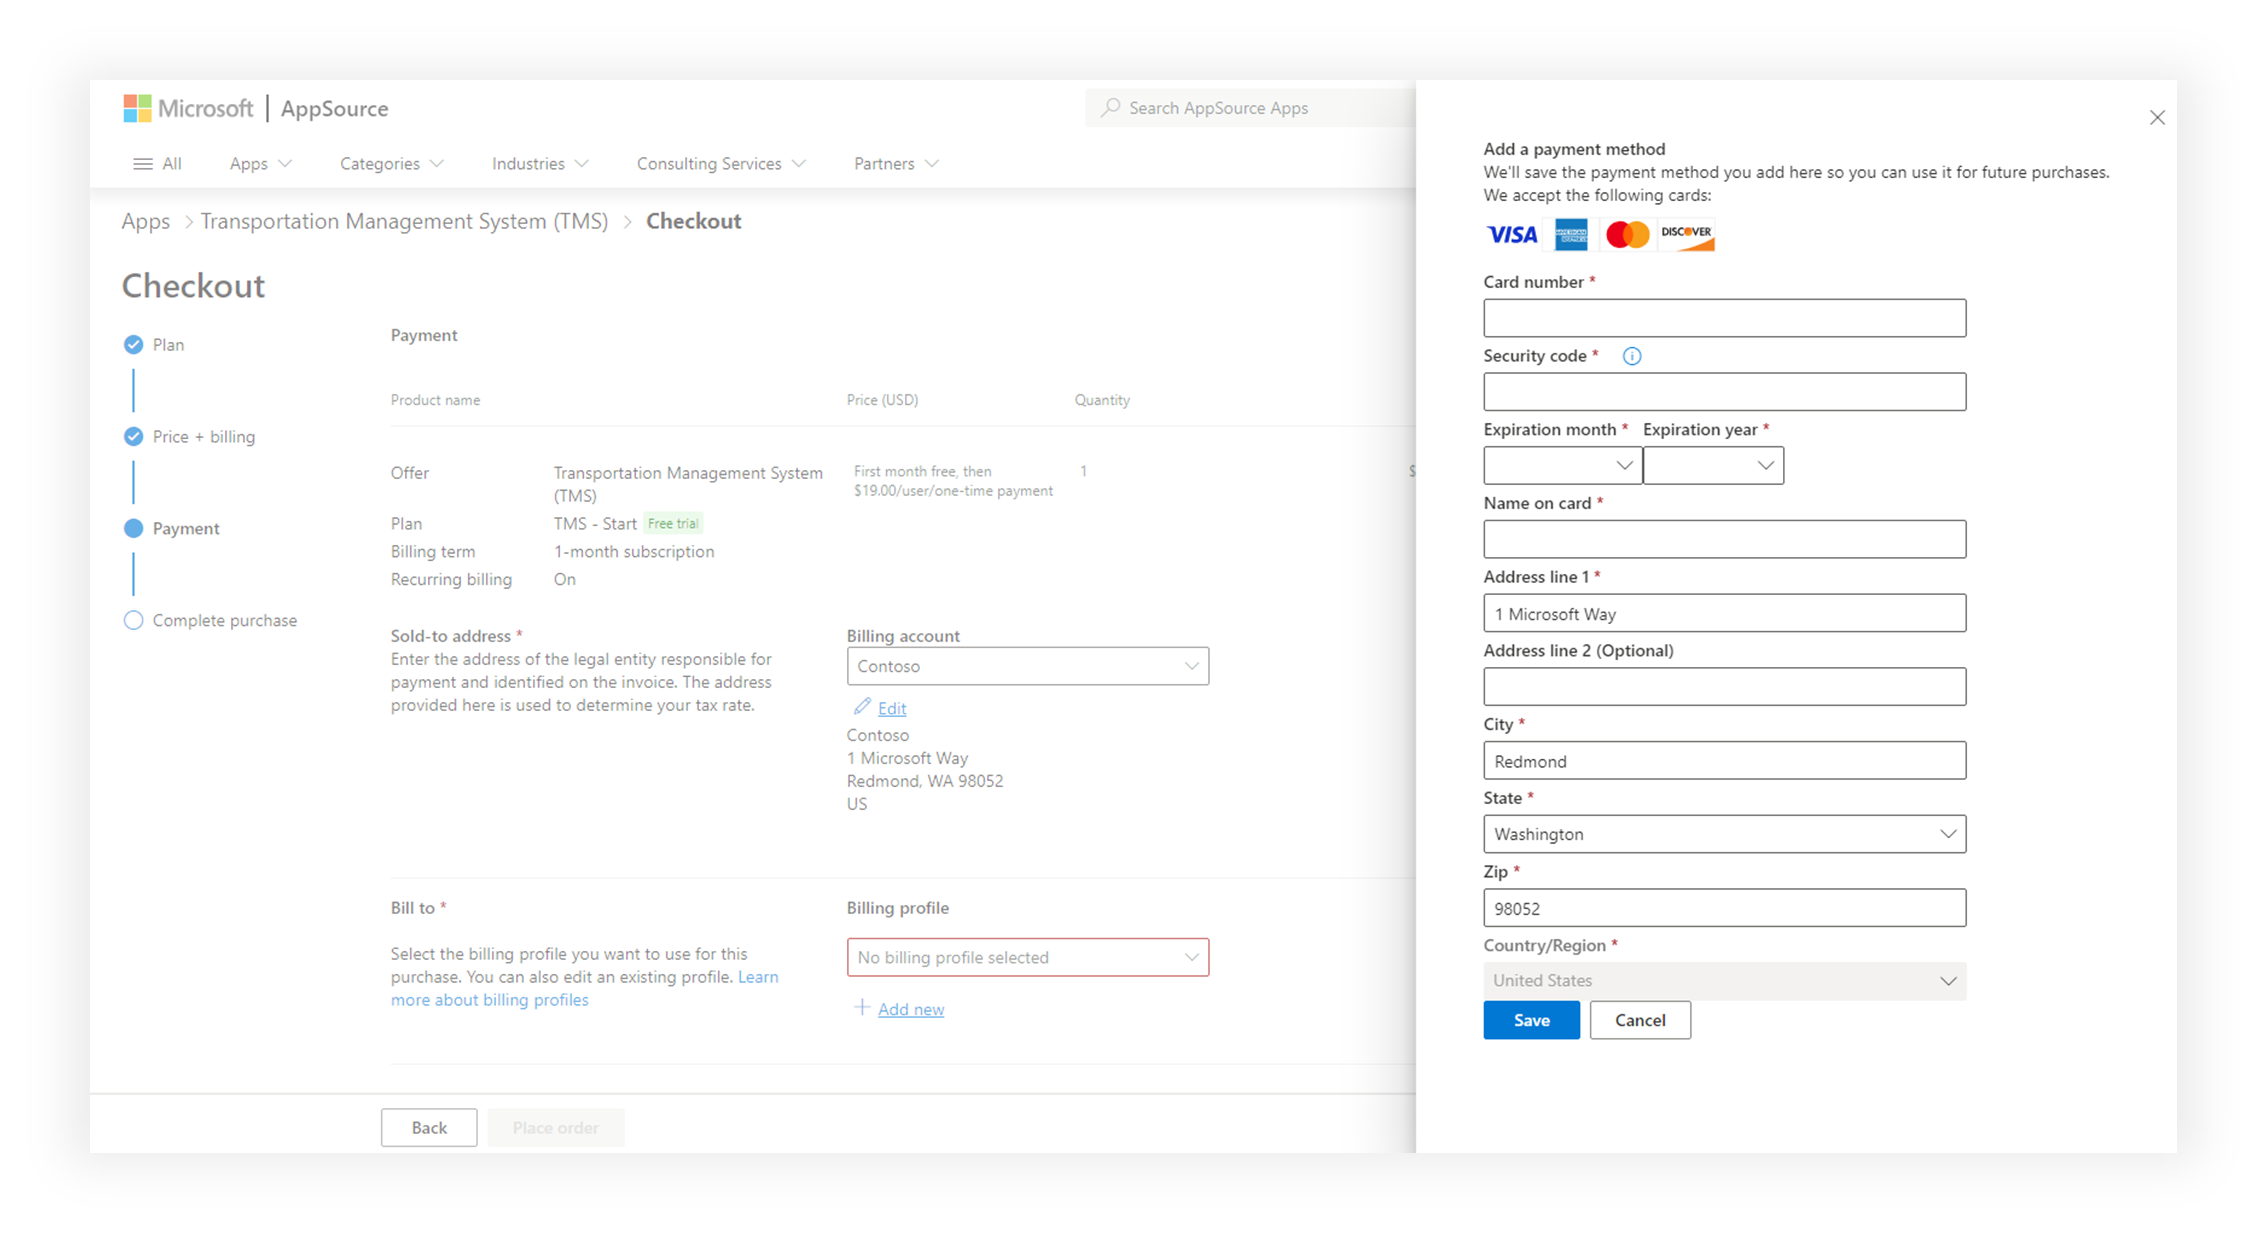 Microsoft | AppSource
Search AppSource Apps
All Apps Categories Industries Consulting Services Partners
Apps > Transportation Management System (TMS) > Checkout
Checkout
Plan
Price + billing
Payment
Complete purchase
Payment
Product name Price (USD) Quantity
Offer Transportation Management System (TMS) First month free, then $19.00/user/one-time payment 1 $
Plan TMS - Start Free trial
Billing term 1-month subscription
Recurring billing On
Sold-to address *
Enter the address of the legal entity responsible for
payment and identified on the invoice. The address
provided here is used to determine your tax rate.
Billing account
Contoso
Edit
Contoso
1 Microsoft Way
Redmond, WA 98052
US
Bill to *
Select the billing profile you want to use for this
purchase. You can also edit an existing profile. Learn
more about billing profiles
Billing profile
No billing profile selected
+ Add new
Back Place order
Add a payment method
We'll save the payment method you add here so you can use it for future purchases.
We accept the following cards:
VISA AMERICAN EXPRESS DISCOVER
Card number *
Security code *
Expiration month * Expiration year *
Name on card *
Address line 1 *
1 Microsoft Way
Address line 2 (Optional)
City *
Redmond
State *
Washington
Zip *
98052
Country/Region *
United States
Save Cancel